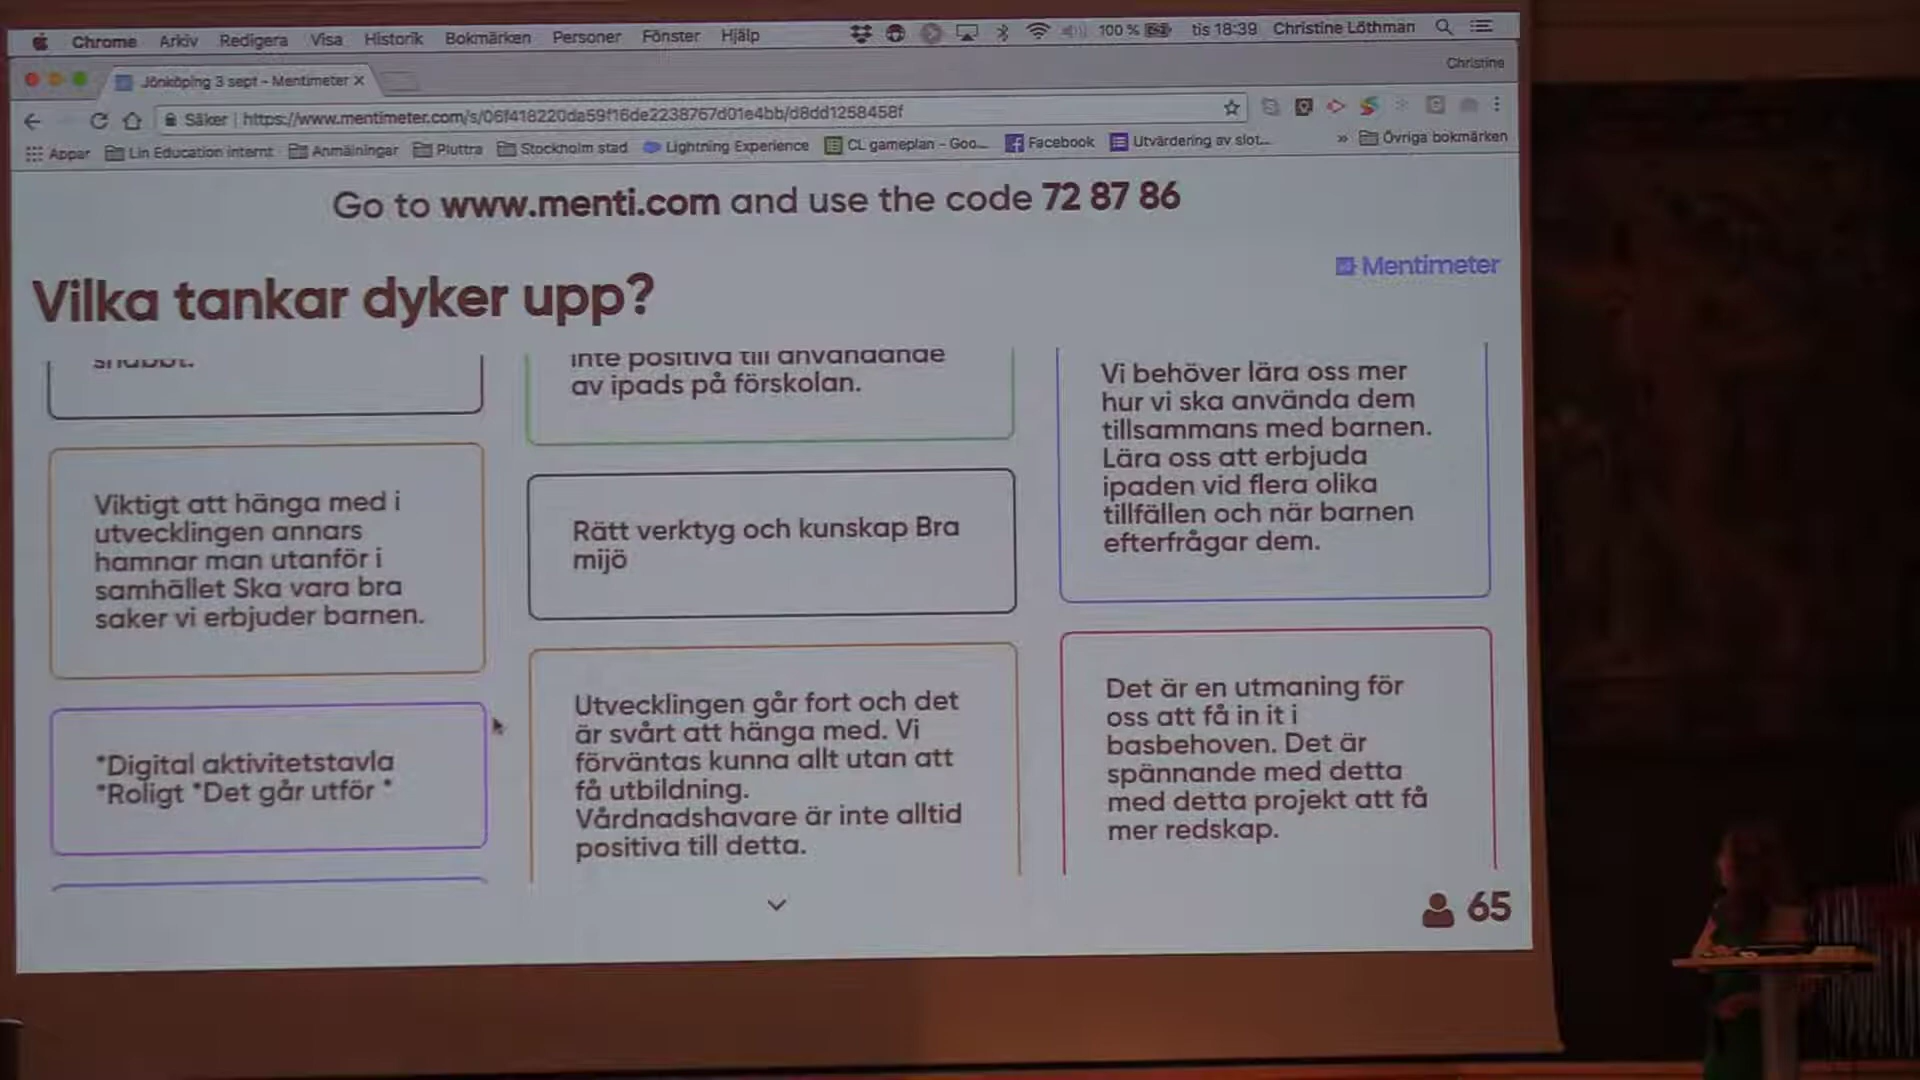 Chrome Arkiv Redigera Visa Historik Bokmärken Personer Fönster Hjälp 100 % tis 18:39 Christine Löthman
Jönköping 3 sept - Mentimeter
Christine
Säker https://www.mentimeter.com/s/06f418220da59f16de2238767d01e4bb/d8dd1258458f
Appar Lin Education internt Anmälningar Pluttra Stockholm stad Lightning Experience CL gameplan - Goo... Facebook Utvärdering av slot... » Övriga bokmärken
Go to www.menti.com and use the code 72 87 86
Mentimeter
Vilka tankar dyker upp?
Viktigt att hänga med i
utvecklingen annars
hamnar man utanför i
samhället Ska vara bra
saker vi erbjuder barnen.
*Digital aktivitetstavla
*Roligt *Det går utför *
inte positiva till användande
av ipads på förskolan.
Rätt verktyg och kunskap Bra
mijö
Utvecklingen går fort och det
är svårt att hänga med. Vi
förväntas kunna allt utan att
få utbildning.
Vårdnadshavare är inte alltid
positiva till detta.
Vi behöver lära oss mer
hur vi ska använda dem
tillsammans med barnen.
Lära oss att erbjuda
ipaden vid flera olika
tillfällen och när barnen
efterfrågar dem.
Det är en utmaning för
oss att få in it i
basbehoven. Det är
spännande med detta
med detta projekt att få
mer redskap.
65